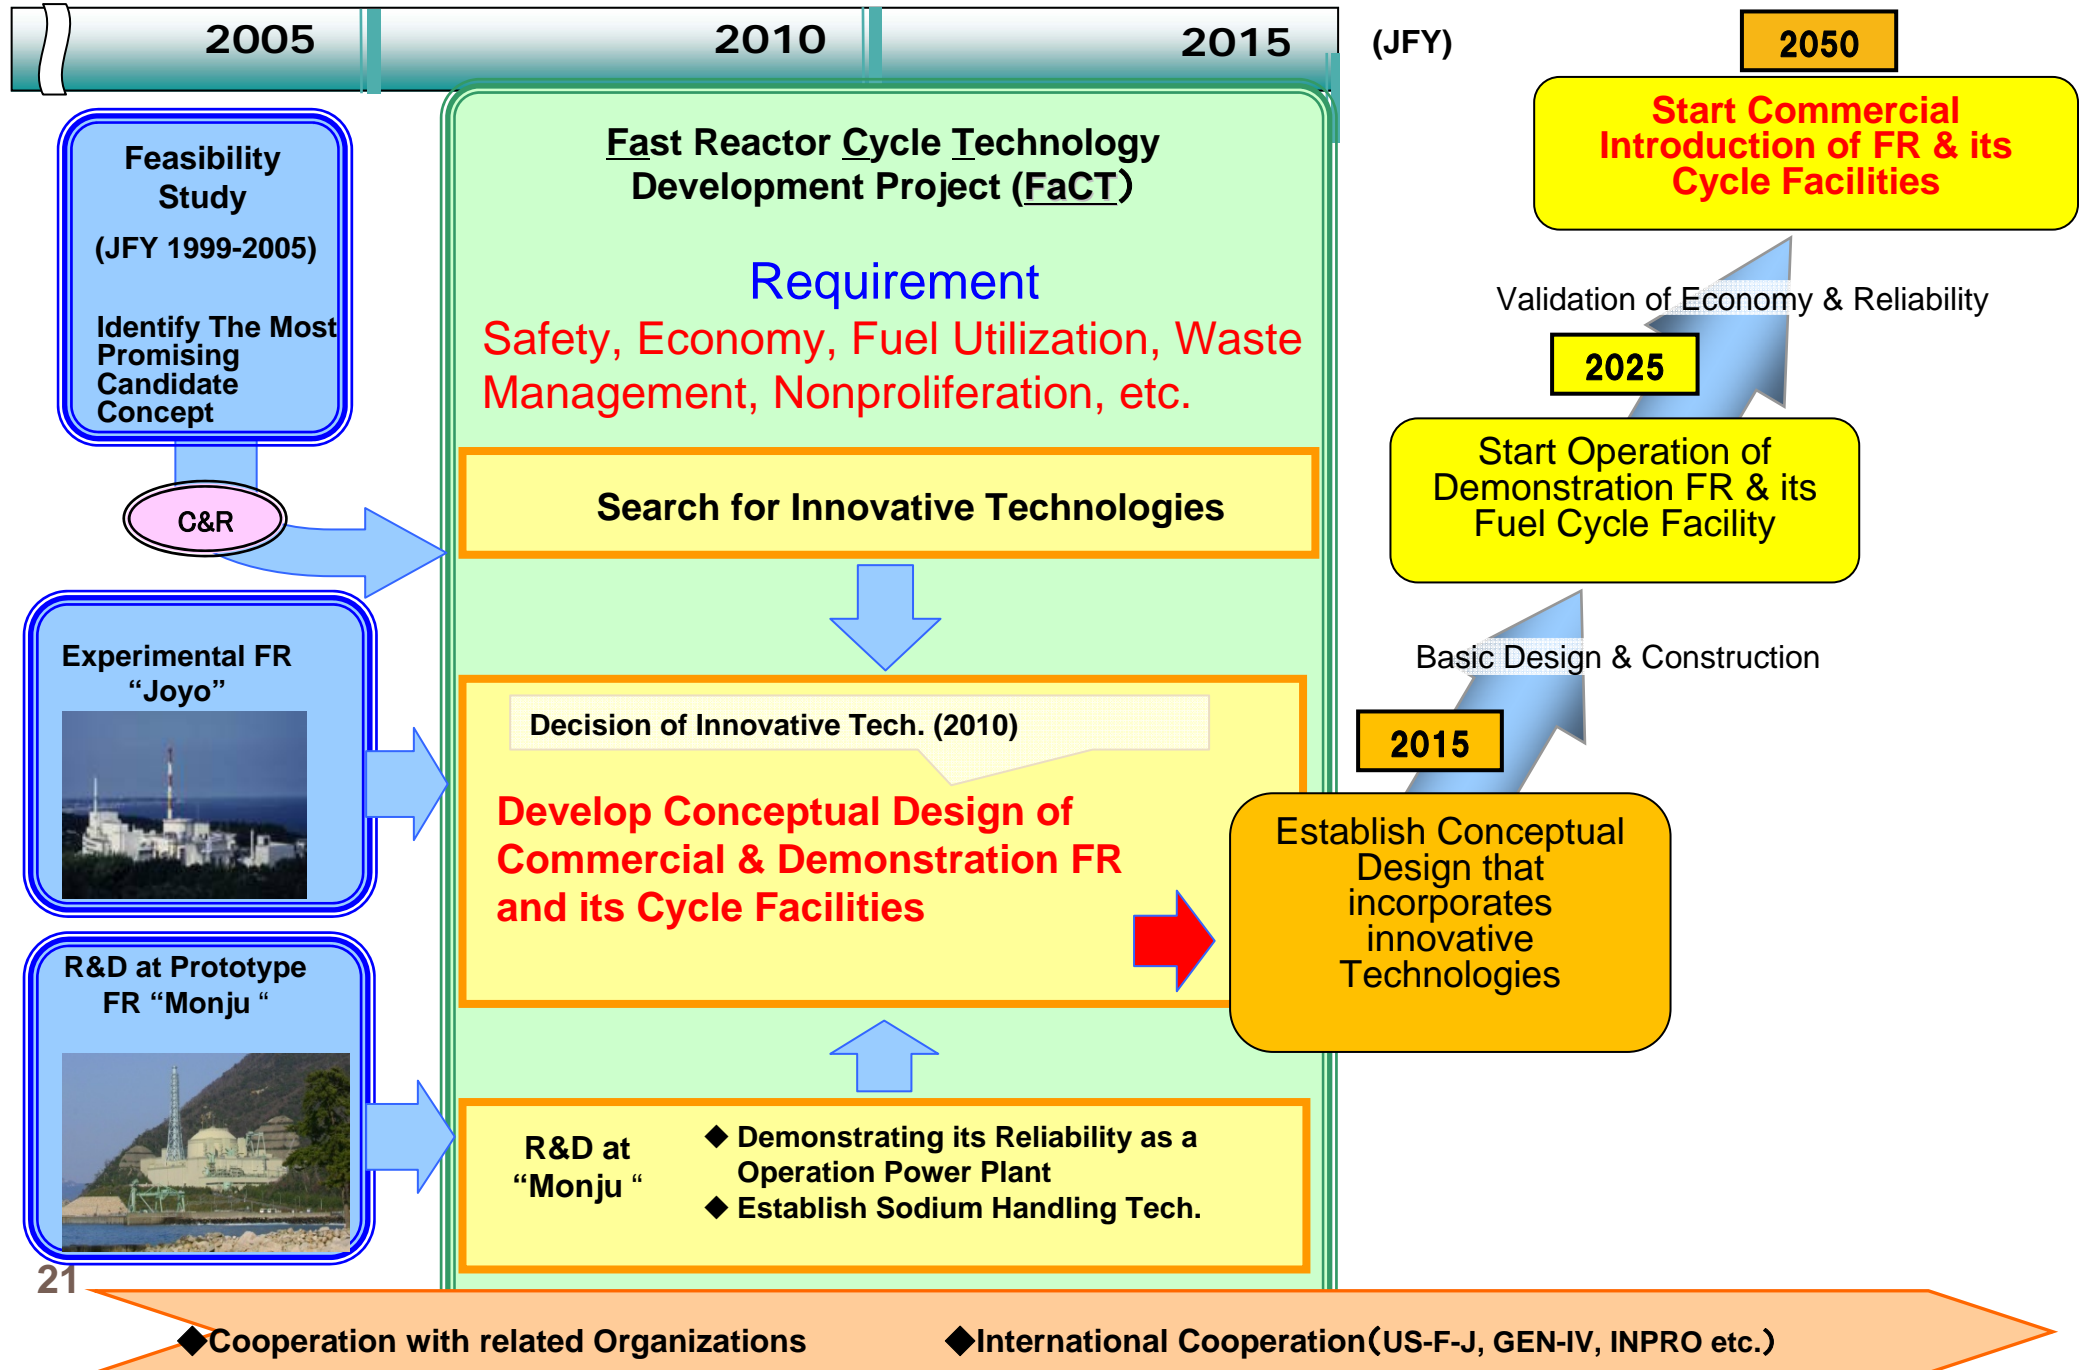 2005
2010
2015
(JFY)
2050
Feasibility
Study
(JFY 1999-2005)
Identify The Most
Promising
Candidate
Concept
C&R
Experimental FR
“Joyo”
R&D at Prototype
FR “Monju “
Fast Reactor Cycle Technology
Development Project (FaCT）
Requirement
Safety, Economy, Fuel Utilization, Waste
Management, Nonproliferation, etc.
Search for Innovative Technologies
Decision of Innovative Tech. (2010)
Develop Conceptual Design of
Commercial & Demonstration FR
and its Cycle Facilities
R&D at
“Monju “
◆ Demonstrating its Reliability as a
Operation Power Plant
◆ Establish Sodium Handling Tech.
Start Commercial
Introduction of FR & its
Cycle Facilities
Validation of Economy & Reliability
2025
Start Operation of
Demonstration FR & its
Fuel Cycle Facility
Basic Design & Construction
2015
Establish Conceptual
Design that
incorporates
innovative
Technologies
21
◆Cooperation with related Organizations
◆International Cooperation（US-F-J, GEN-IV, INPRO etc.）